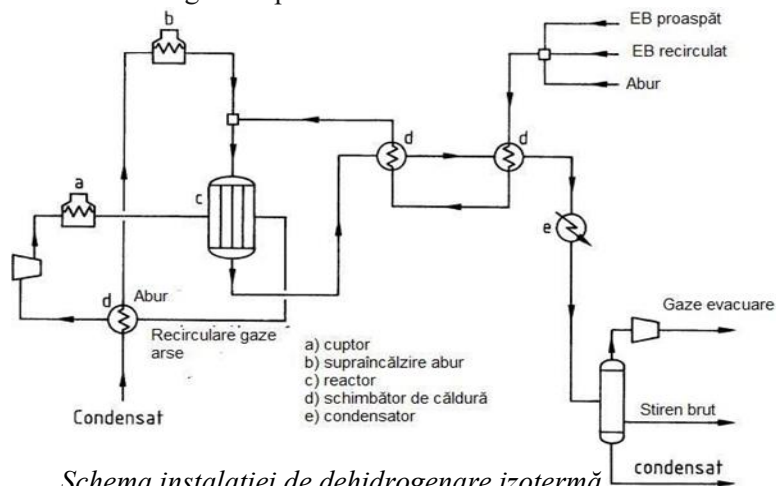 b
EB proaspăt
EB recirculat
Abur
d
d
a
c
e
d
Abur
Recirculare gaze
arse
Condensat
a) cuptor
b) supraîncălzire abur
c) reactor
d) schimbător de căldură
e) condensator
Gaze evacuare
Stiren brut
condensat
Schema instalației de dehidrogenare izotermă